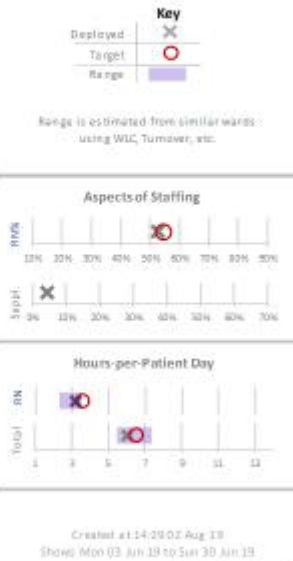 Key
Deployed
Target
Range
Range is estimated from similar wards
using WLC, Turnover, etc.
Aspects of Staffing
RN%
10% 20% 30% 40% 50% 60% 70% 80% 90%
Suppl.
0% 10% 20% 30% 40% 50% 60% 70%
Hours-per-Patient Day
RN
Total
1 3 5 7 9 11 13
Created at 14:29 02 Aug 19
Shows Mon 03 Jun 19 to Sun 30 Jun 19